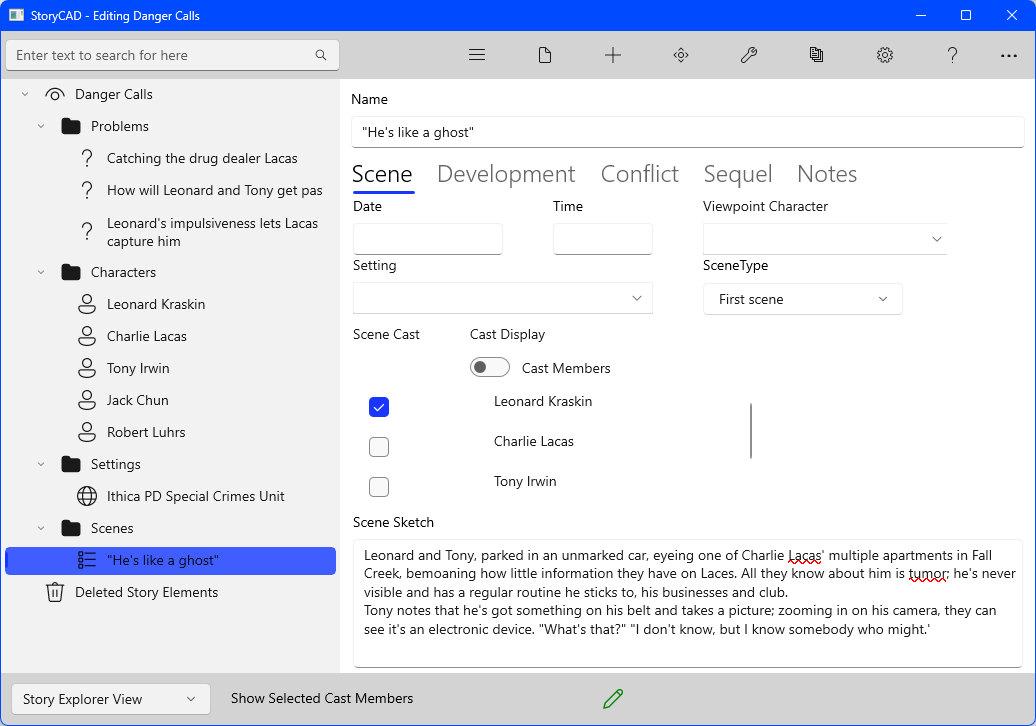 StoryCAD - Editing Danger Calls
Enter text to search for here
Danger Calls
Problems
Catching the drug dealer Lacas
How will Leonard and Tony get pas
Leonard's impulsiveness lets Lacas
capture him
Characters
Leonard Kraskin
Charlie Lacas
Tony Irwin
Jack Chun
Robert Luhrs
Settings
Ithica PD Special Crimes Unit
Scenes
"He's like a ghost"
Deleted Story Elements
Name
"He's like a ghost"
Scene Development Conflict Sequel Notes
Date Time Viewpoint Character
Setting SceneType
First scene
Scene Cast Cast Display
Cast Members
Leonard Kraskin
Charlie Lacas
Tony Irwin
Scene Sketch
Leonard and Tony, parked in an unmarked car, eyeing one of Charlie Lacas' multiple apartments in Fall
Creek, bemoaning how little information they have on Laces. All they know about him is tumor; he's never
visible and has a regular routine he sticks to, his businesses and club.
Tony notes that he's got something on his belt and takes a picture; zooming in on his camera, they can
see it's an electronic device. "What's that?" "I don't know, but I know somebody who might.'
Story Explorer View
Show Selected Cast Members